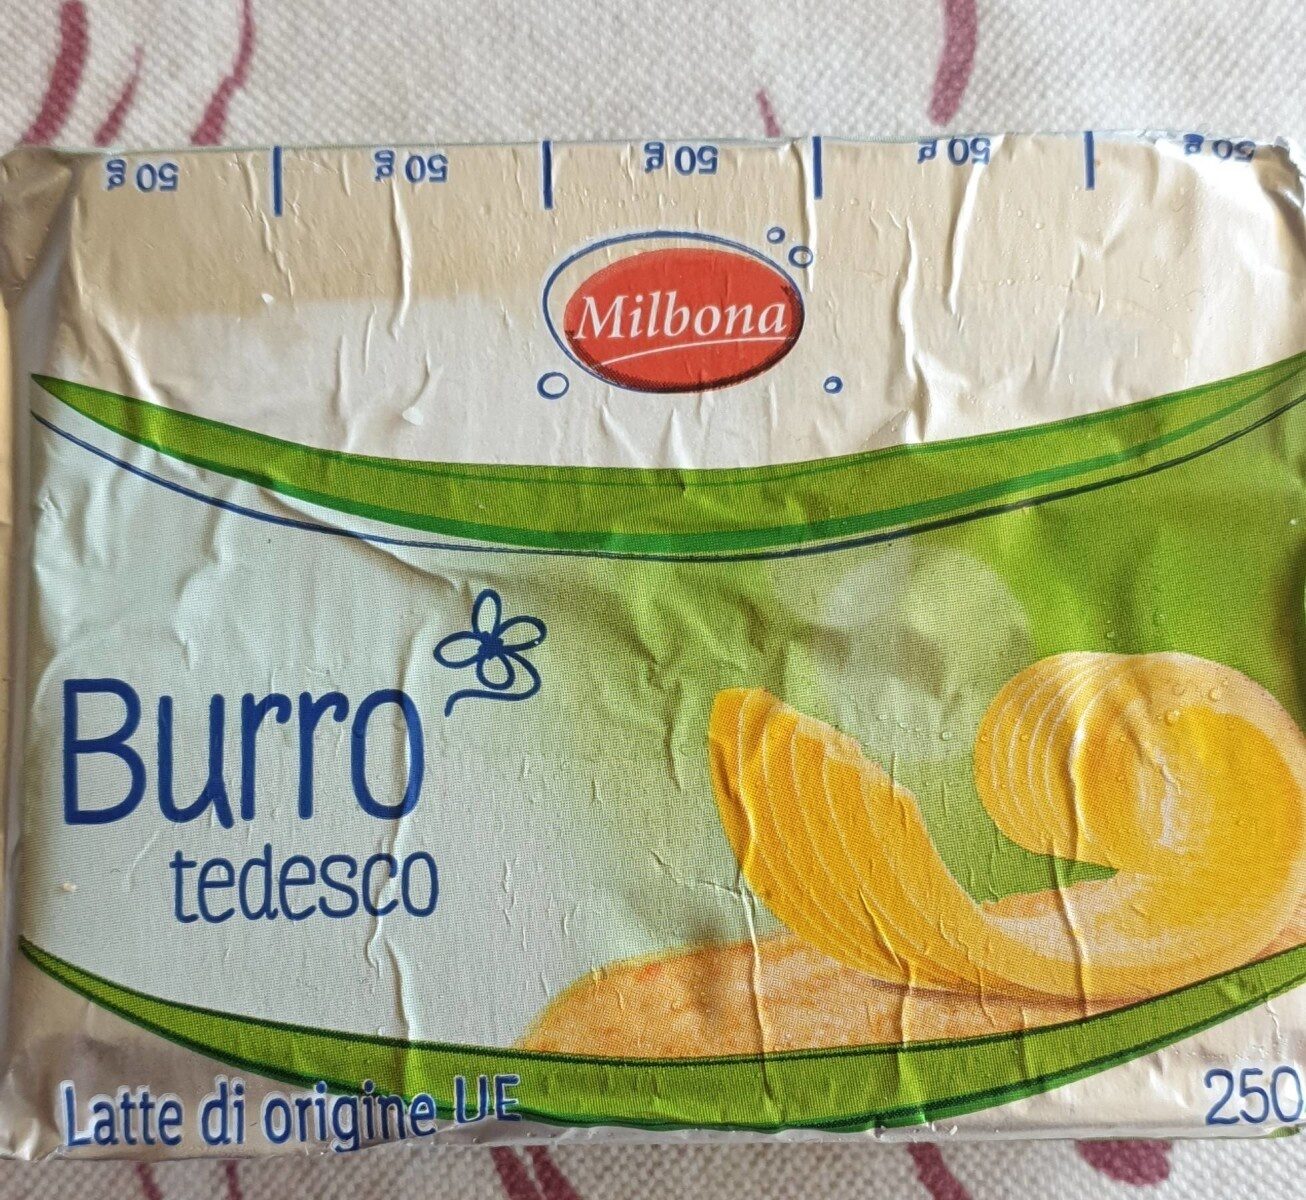 50 g 50 g 50 g 50 g 50 g
Milbona
Burro
tedesco
Latte di origine UE
250